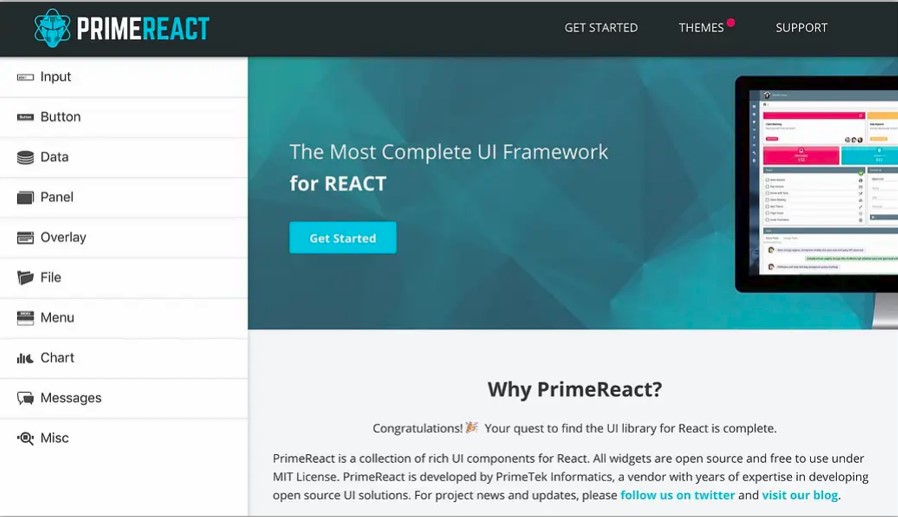 PRIMEREACT
GET STARTED
THEMES
SUPPORT
Input
Button
Data
Panel
Overlay
File
Menu
Chart
Messages
Misc
The Most Complete UI Framework
for REACT
Get Started
Why PrimeReact?
Congratulations! Your quest to find the UI library for React is complete.
PrimeReact is a collection of rich UI components for React. All widgets are open source and free to use under
MIT License. PrimeReact is developed by PrimeTek Informatics, a vendor with years of expertise in developing
open source UI solutions. For project news and updates, please follow us on twitter and visit our blog.